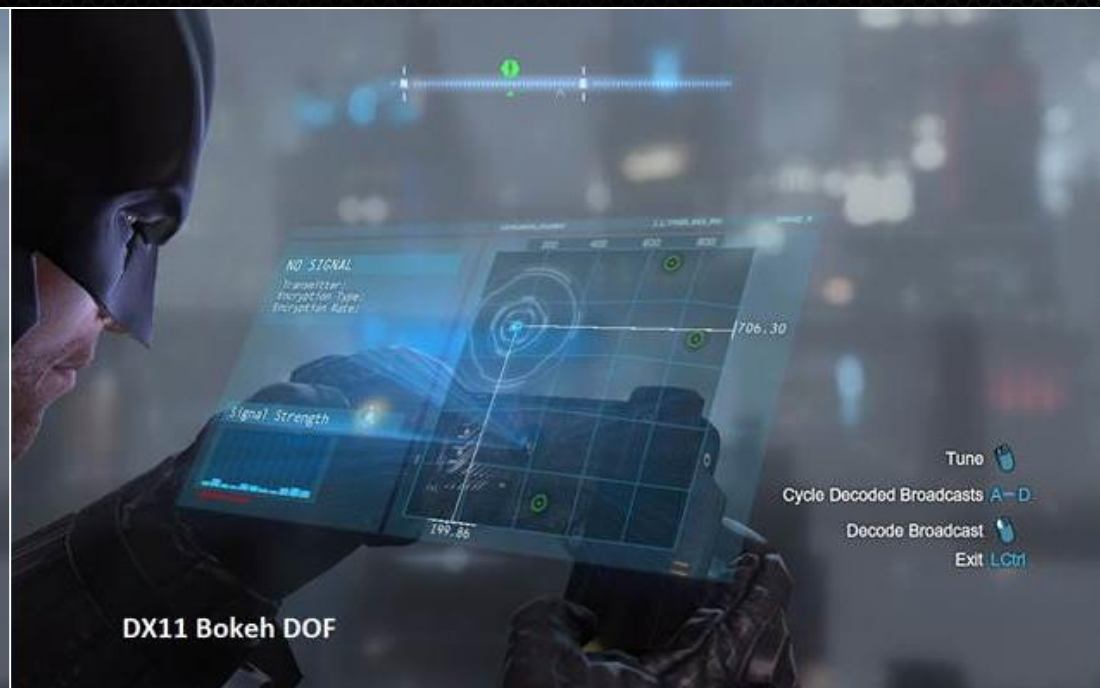 200 400 600 800
NO SIGNAL
Transmitter:
Encryption Type:
Encryption Rate:
706.30
Signal Strength
199.86
Tune
Cycle Decoded Broadcasts A – D
Decode Broadcast
Exit LCtrl
DX11 Bokeh DOF